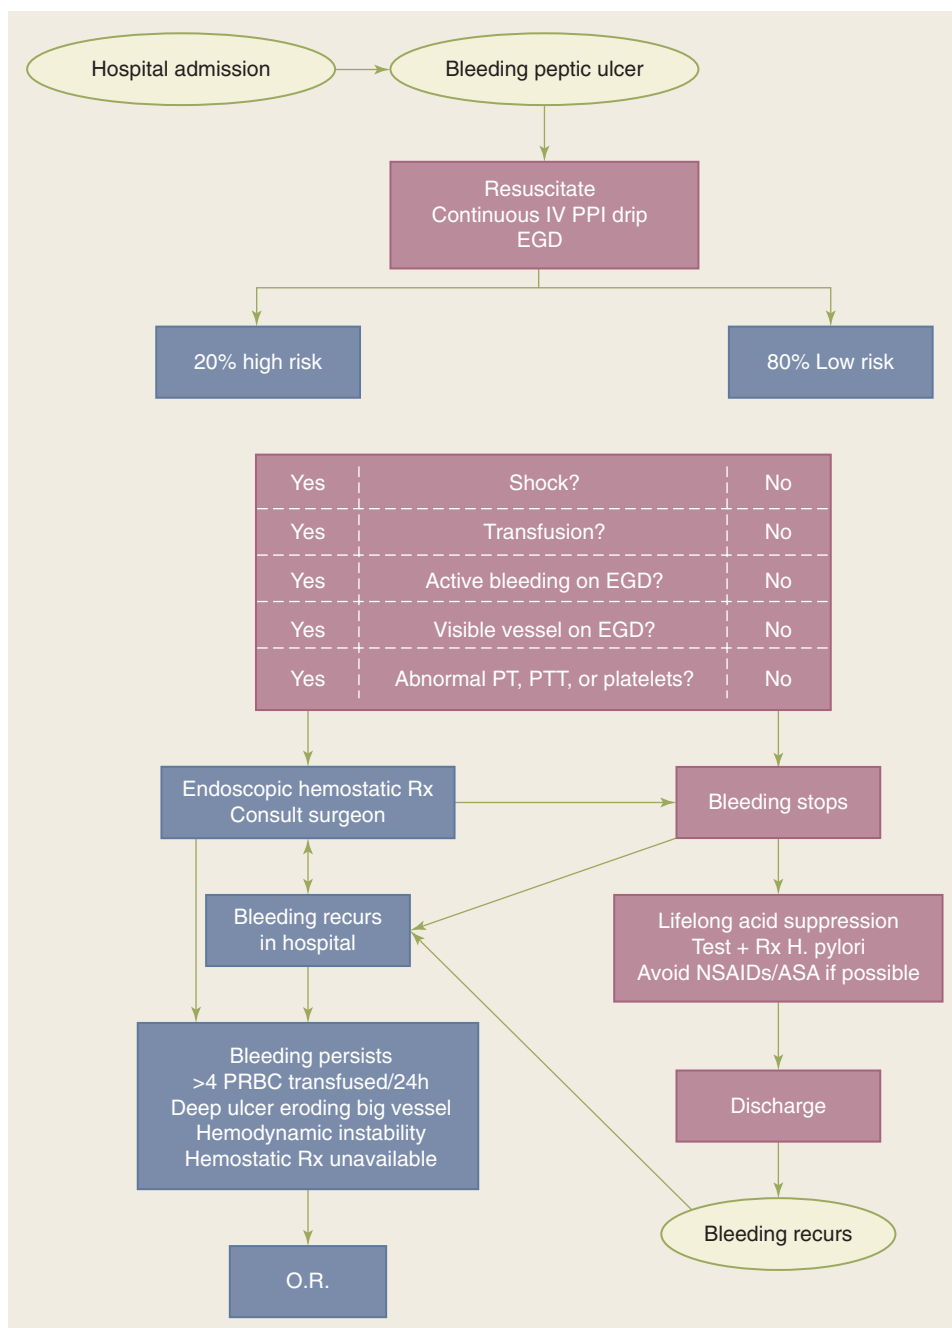 Hospital admission
Bleeding peptic ulcer
Resuscitate
Continuous IV PPI drip
EGD
20% high risk
80% Low risk
Yes Shock? No
Yes Transfusion? No
Yes Active bleeding on EGD? No
Yes Visible vessel on EGD? No
Yes Abnormal PT, PTT, or platelets? No
Endoscopic hemostatic Rx
Consult surgeon
Bleeding stops
Bleeding recurs
in hospital
Lifelong acid suppression
Test + Rx H. pylori
Avoid NSAIDs/ASA if possible
Bleeding persists
>4 PRBC transfused/24h
Deep ulcer eroding big vessel
Hemodynamic instability
Hemostatic Rx unavailable
Discharge
Bleeding recurs
O.R.